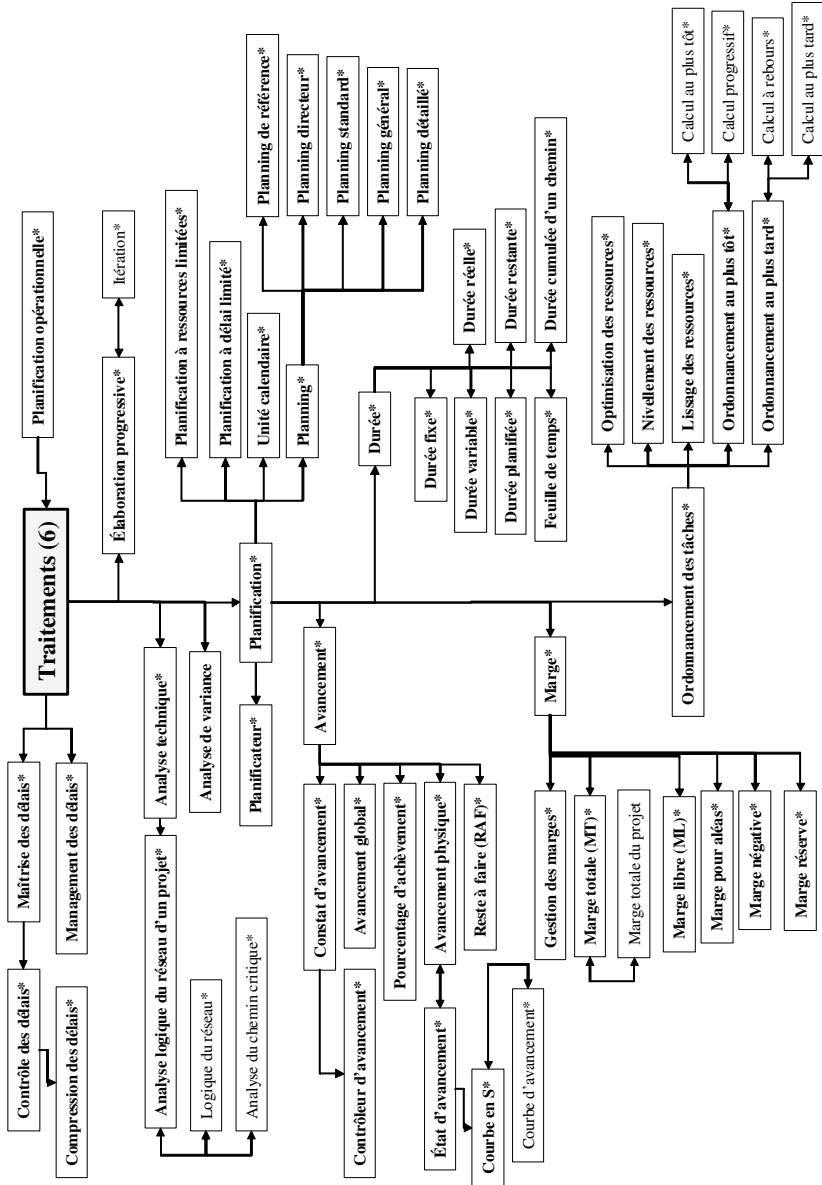 Traitements (6)
Planification opérationnelle*
Maîtrise des délais*
Management des délais*
Contrôle des délais*
Compression des délais*
Élaboration progressive*
Itération*
Analyse technique*
Analyse de variance
Analyse logique du réseau d’un projet*
Logique du réseau*
Analyse du chemin critique*
Planification*
Planificateur*
Planification à ressources limitées*
Planification à délai limité*
Unité calendaire*
Planning*
Planning de référence*
Planning directeur*
Planning standard*
Planning général*
Planning détaillé*
Avancement*
Constat d’avancement*
Avancement global*
Pourcentage d’achèvement*
Avancement physique*
Reste à faire (RAF)*
Contrôleur d’avancement*
État d’avancement*
Courbe en S*
Courbe d’avancement*
Durée*
Durée fixe*
Durée variable*
Durée planifiée*
Feuille de temps*
Durée réelle*
Durée restante*
Durée cumulée d’un chemin*
Marge*
Gestion des marges*
Marge totale (MT)*
Marge totale du projet
Marge libre (ML)*
Marge pour aléas*
Marge négative*
Marge réserve*
Ordonnancement des tâches*
Optimisation des ressources*
Nivellement des ressources*
Lissage des ressources*
Ordonnancement au plus tôt*
Ordonnancement au plus tard*
Calcul au plus tôt*
Calcul progressif*
Calcul à rebours*
Calcul au plus tard*